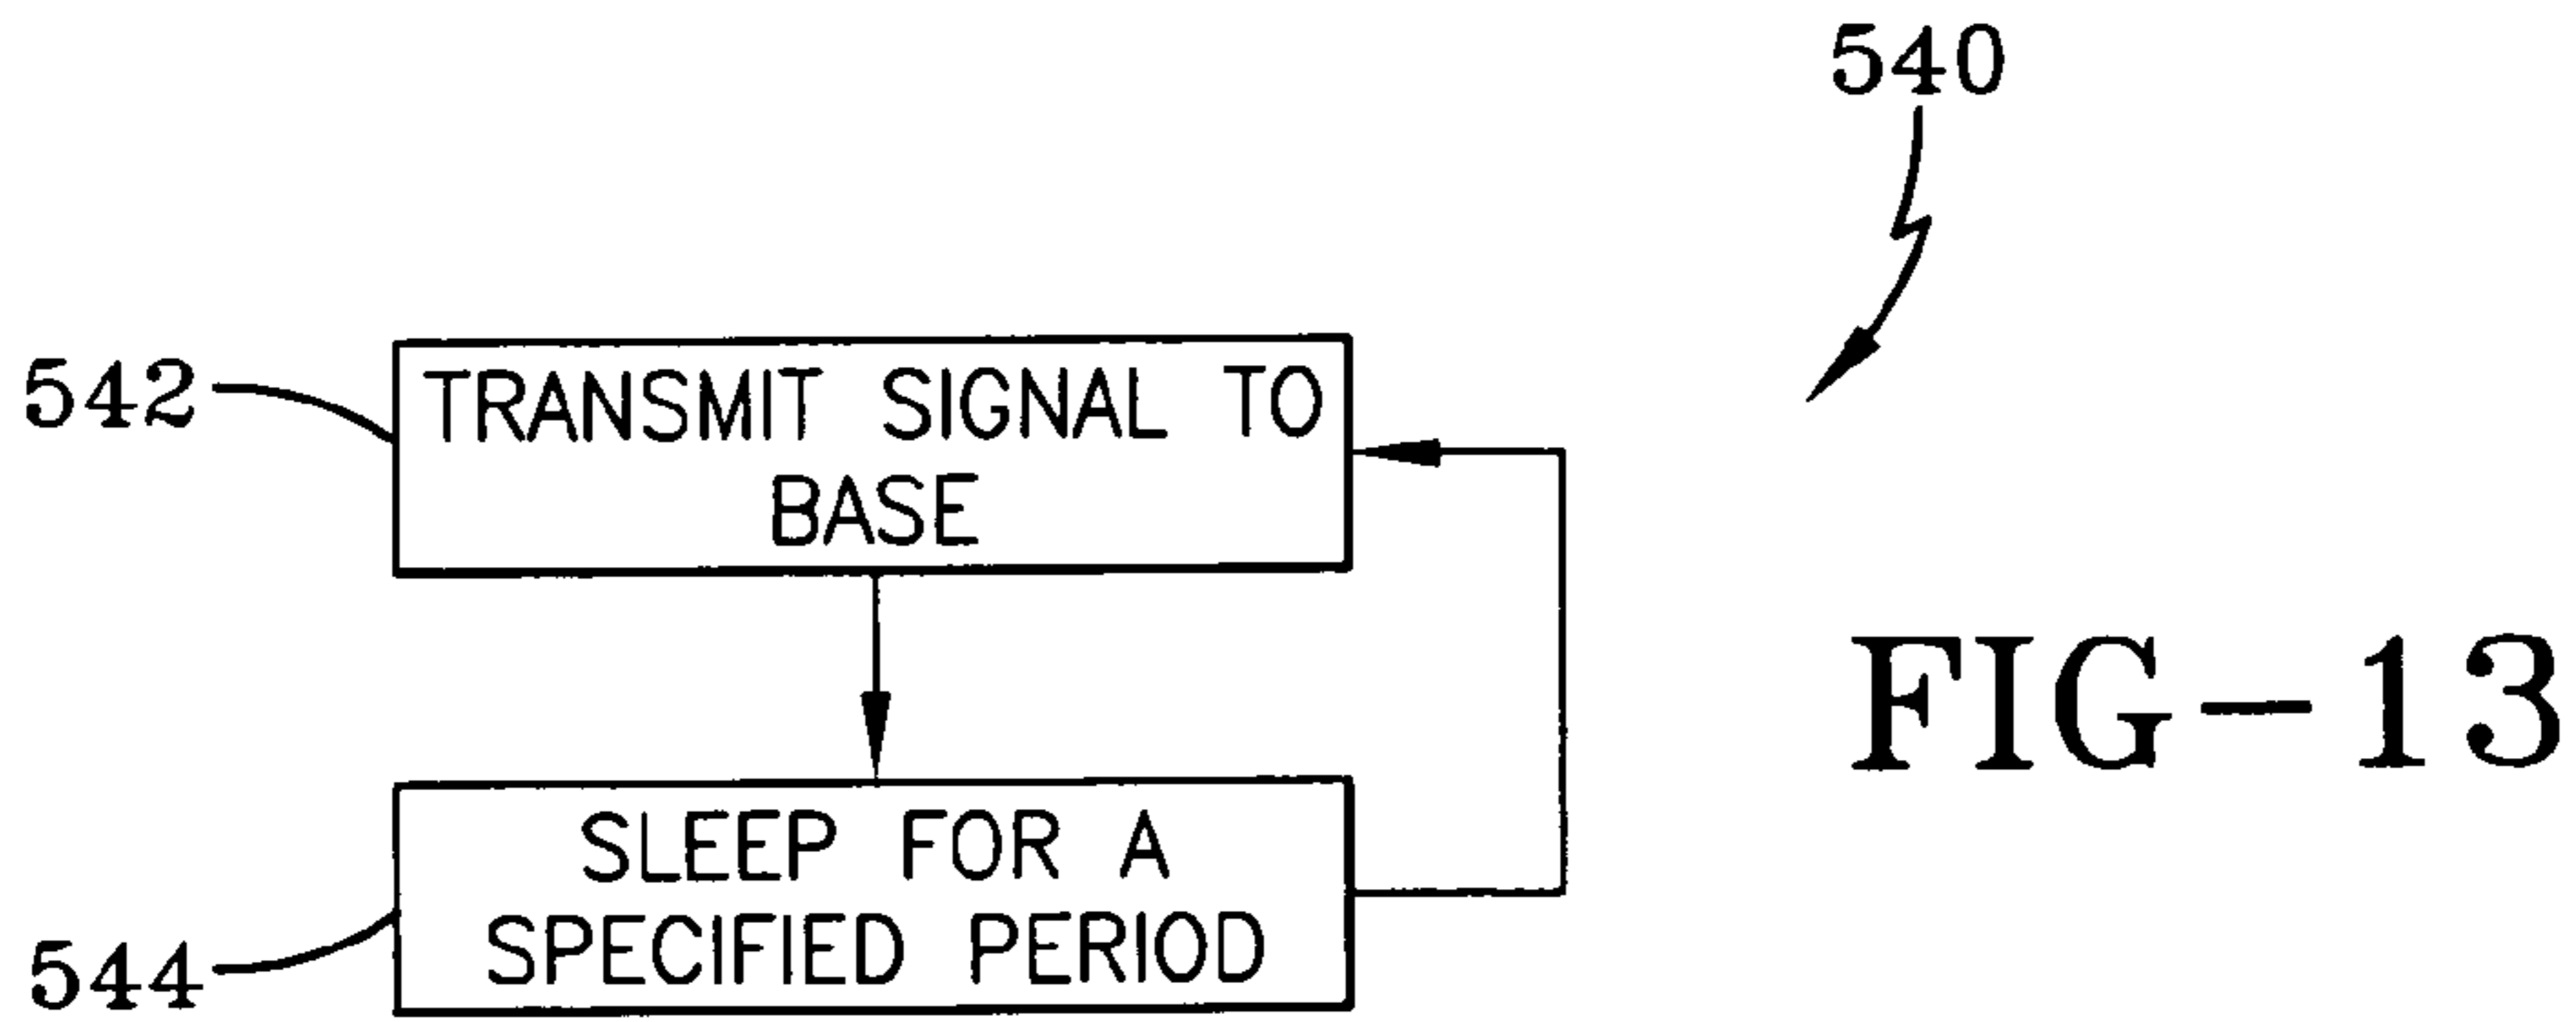 540
542
TRANSMIT SIGNAL TO
BASE
FIG-13
SLEEP FOR A
SPECIFIED PERIOD
544